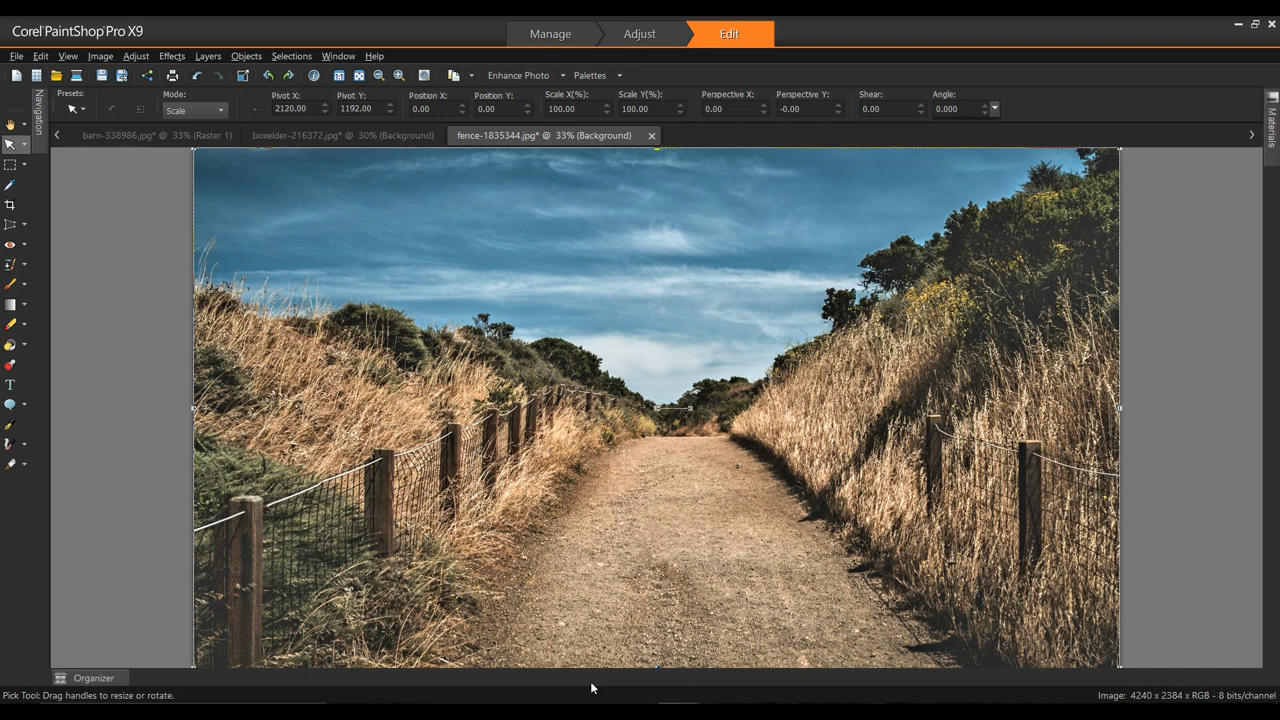 Corel PaintShop Pro X9
Manage Adjust Edit
File Edit View Image Adjust Effects Layers Objects Selections Window Help
Enhance Photo Palettes
Presets: Mode: Pivot X: Pivot Y: Position X: Position Y: Scale X(%): Scale Y(%): Perspective X: Perspective Y: Shear: Angle:
Scale 2120.00 1192.00 0.00 0.00 100.00 100.00 0.00 -0.00 0.00 0.000
Navigation
Materials
barn-338986.jpg* @ 33% (Raster 1) boxelder-216372.jpg* @ 30% (Background) fence-1835344.jpg* @ 33% (Background)
T
Organizer
Pick Tool: Drag handles to resize or rotate. Image: 4240 x 2384 x RGB - 8 bits/channel